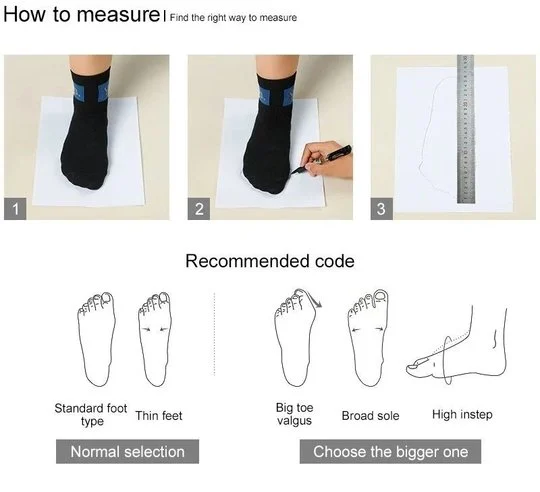 How to measure| Find the right way to measure
1
2
3
Recommended code
Standard foot type
Thin feet
Big toe valgus
Broad sole
High instep
Normal selection
Choose the bigger one